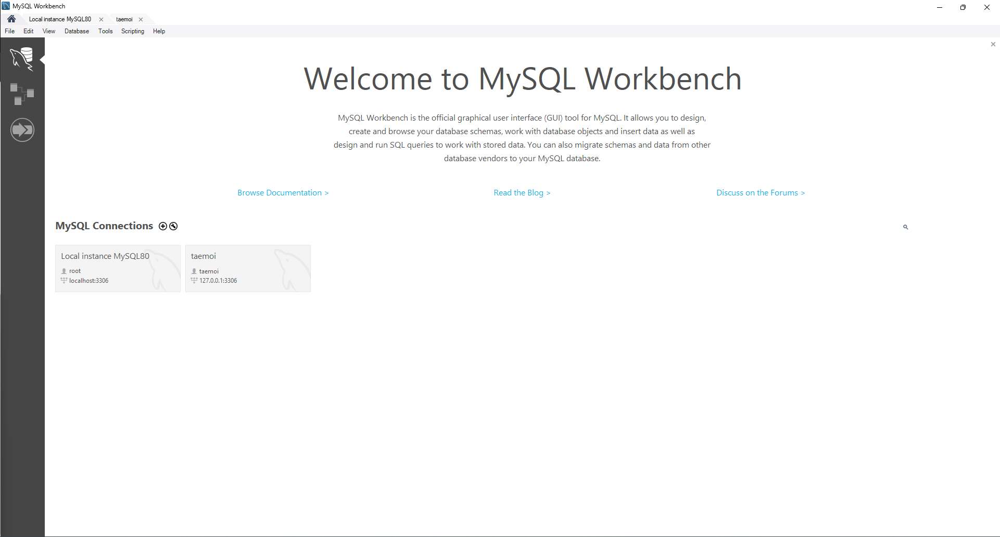 MySQL Workbench
Local instance MySQL80
taemoi
File Edit View Database Tools Scripting Help
Welcome to MySQL Workbench
MySQL Workbench is the official graphical user interface (GUI) tool for MySQL. It allows you to design,
create and browse your database schemas, work with database objects and insert data as well as
design and run SQL queries to work with stored data. You can also migrate schemas and data from other
database vendors to your MySQL database.
Browse Documentation >
Read the Blog >
Discuss on the Forums >
MySQL Connections
Local instance MySQL80
root
localhost:3306
taemoi
taemoi
127.0.0.1:3306